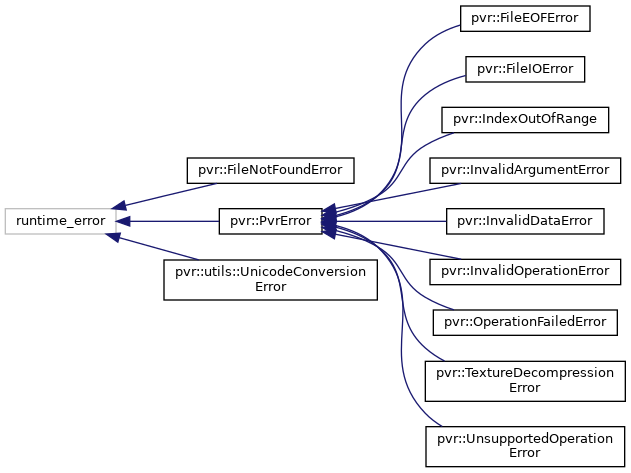 runtime_error
pvr::FileNotFoundError
pvr::PvrError
pvr::utils::UnicodeConversion
Error
pvr::FileEOFError
pvr::FileIOError
pvr::IndexOutOfRange
pvr::InvalidArgumentError
pvr::InvalidDataError
pvr::InvalidOperationError
pvr::OperationFailedError
pvr::TextureDecompression
Error
pvr::UnsupportedOperation
Error